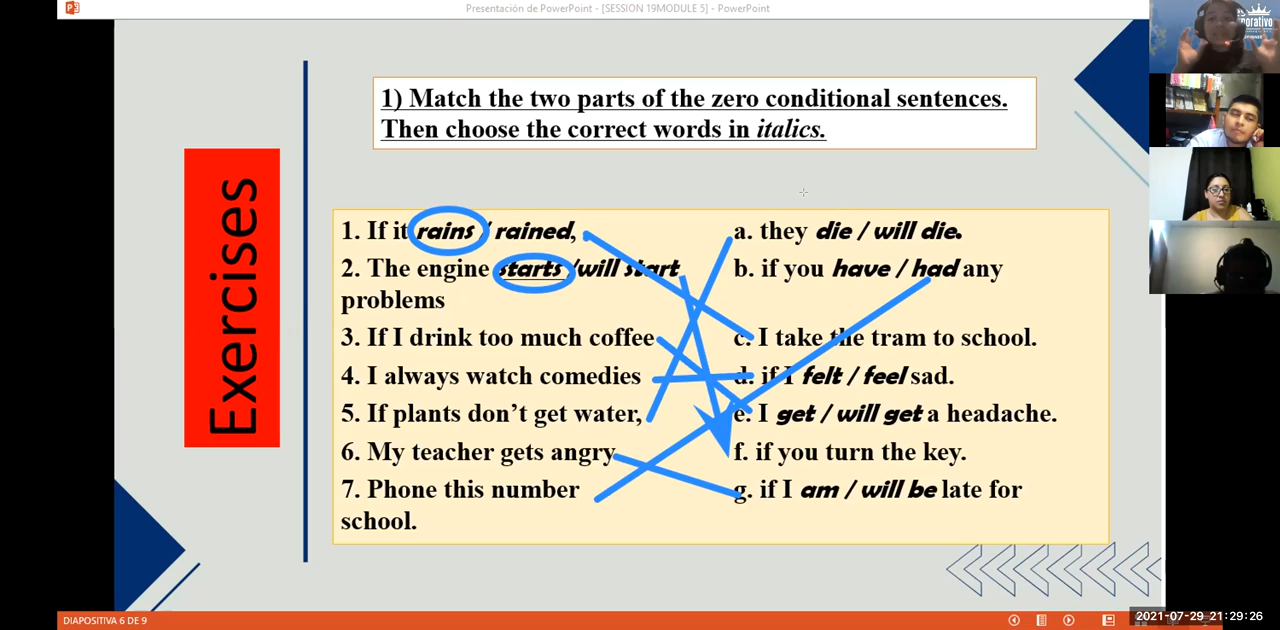 Presentación de PowerPoint - [SESSION 19MODULE 5] - PowerPoint
orativo
1) Match the two parts of the zero conditional sentences.
Then choose the correct words in italics.
Exercises
1. If it rains / rained,
a. they die / will die.
2. The engine starts /will start
b. if you have / had any
problems
3. If I drink too much coffee
c. I take the tram to school.
4. I always watch comedies
d. if I felt / feel sad.
5. If plants don’t get water,
e. I get / will get a headache.
6. My teacher gets angry
f. if you turn the key.
7. Phone this number
g. if I am / will be late for
school.
DIAPOSITIVA 6 DE 9
2021-07-29 21:29:26